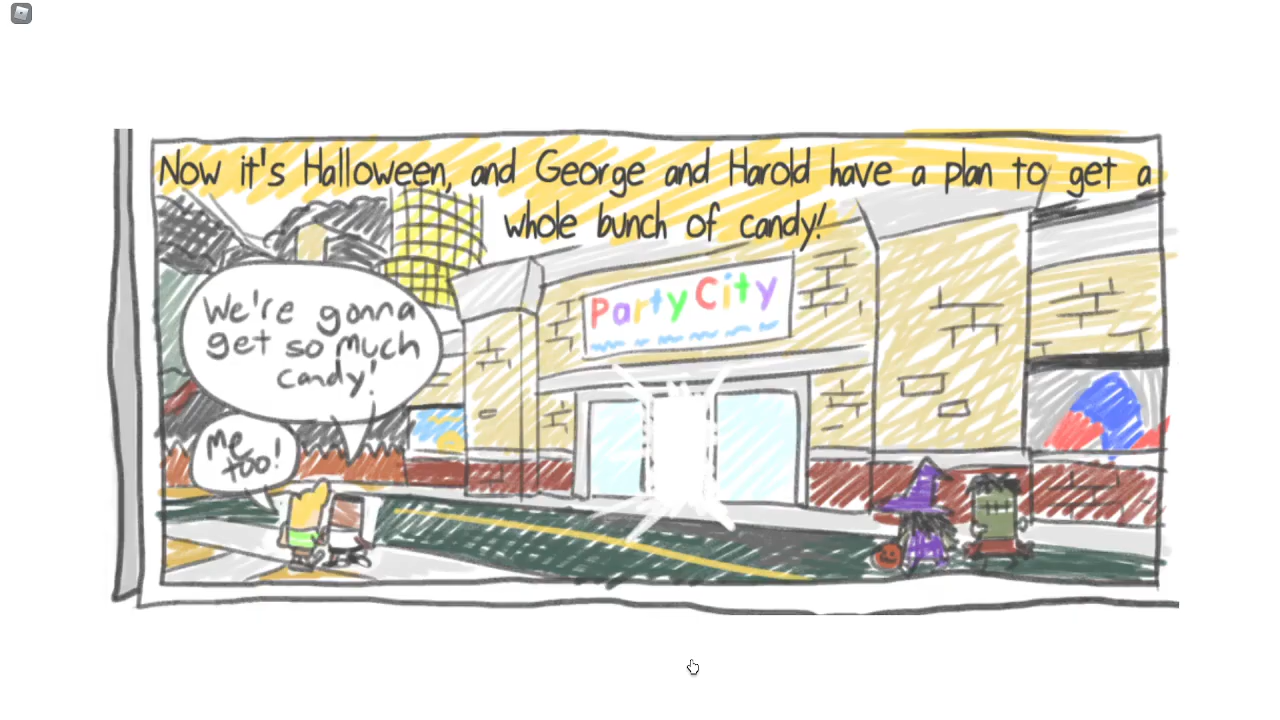 Now it's Halloween, and George and Harold have a plan to get a
whole bunch of candy!
We're gonna
get so much
candy!
Party City
Me
too!